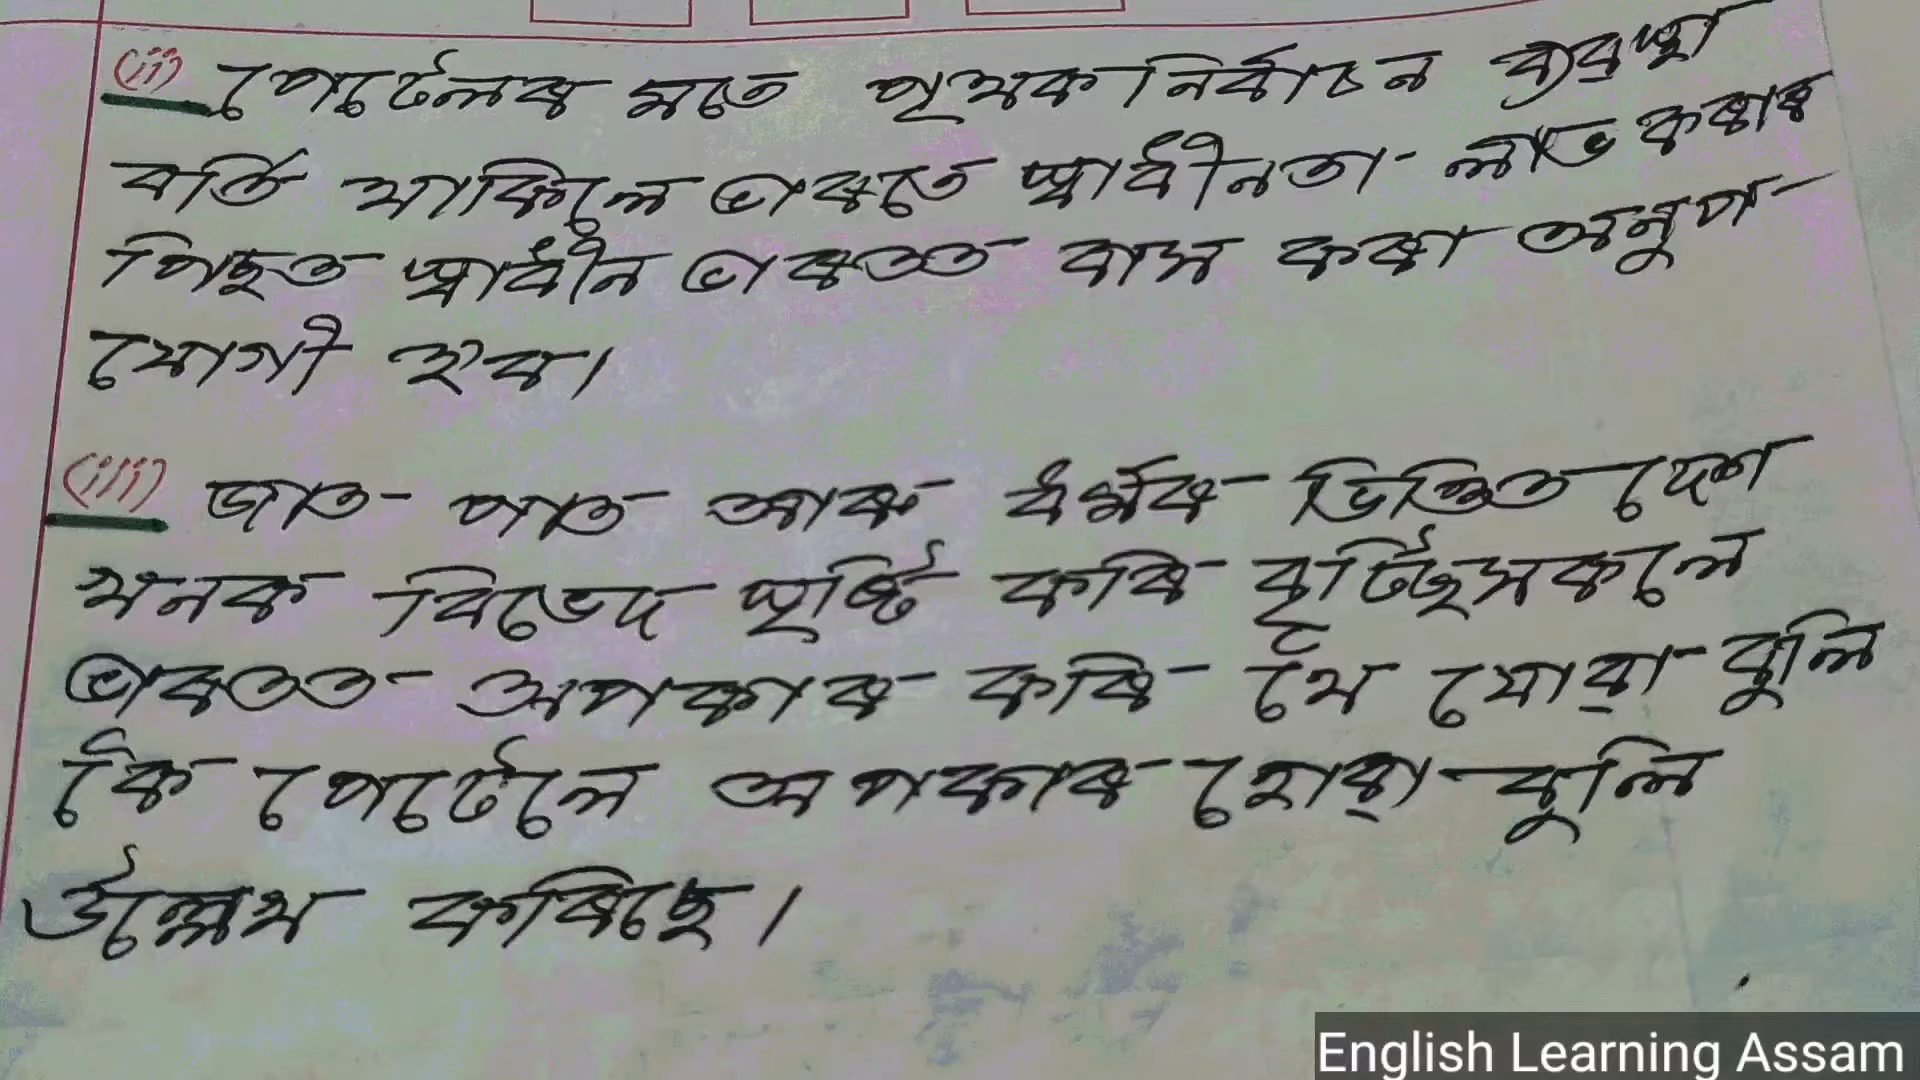 (ii) পেটেলৰ মতে পৃথক নিৰ্বাচন ব্যৱস্থা
বৰ্তি থাকিলে ভাৰতে স্বাধীনতা লাভ কৰাৰ
পিছত স্বাধীন ভাৰতত বাস কৰা অনুপ-
যোগী হ'ব।
(iii) জাত-পাত আৰু ধৰ্মৰ ভিত্তিত দেশ
খনক বিভেদ সৃষ্টি কৰি বৃটিছসকলে
ভাৰতত অপকাৰ কৰি থৈ যোৱা বুলি
কৈ পেটেলে অপকাৰ হোৱা বুলি
উল্লেখ কৰিছে।
English Learning Assam